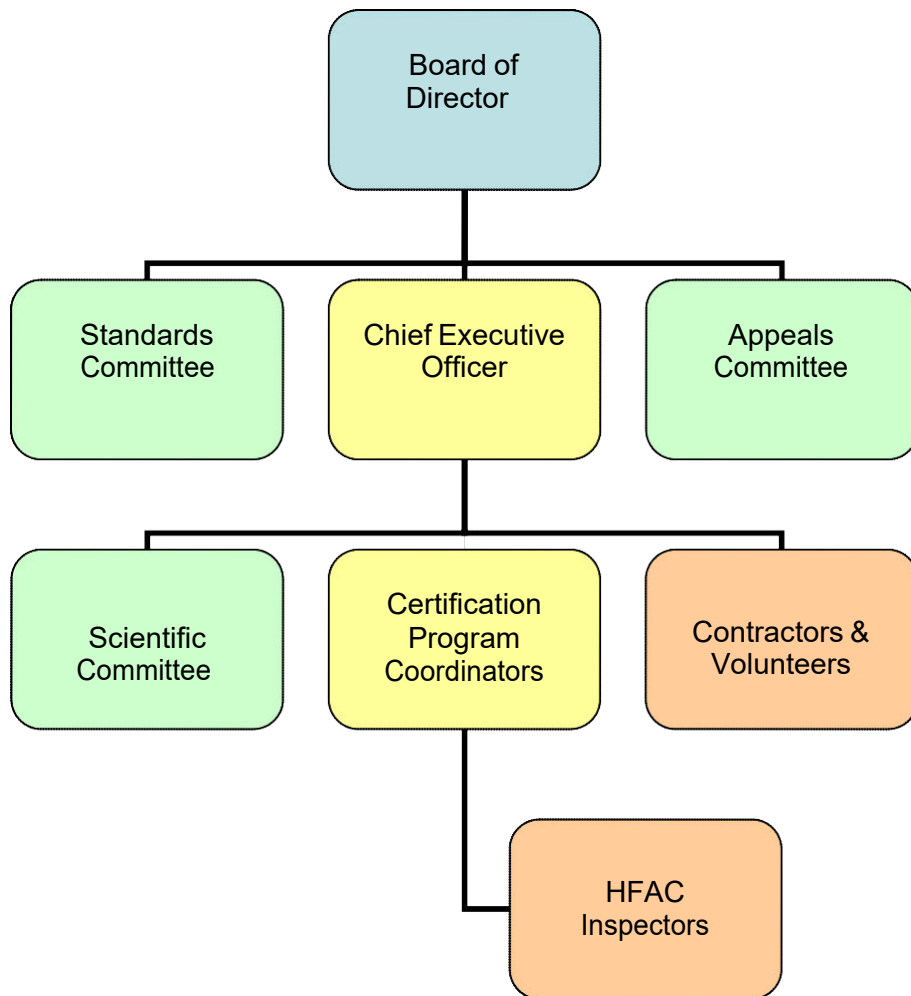 Board of
Director
Standards
Committee
Chief Executive
Officer
Appeals
Committee
Scientific
Committee
Certification
Program
Coordinators
Contractors &
Volunteers
HFAC
Inspectors